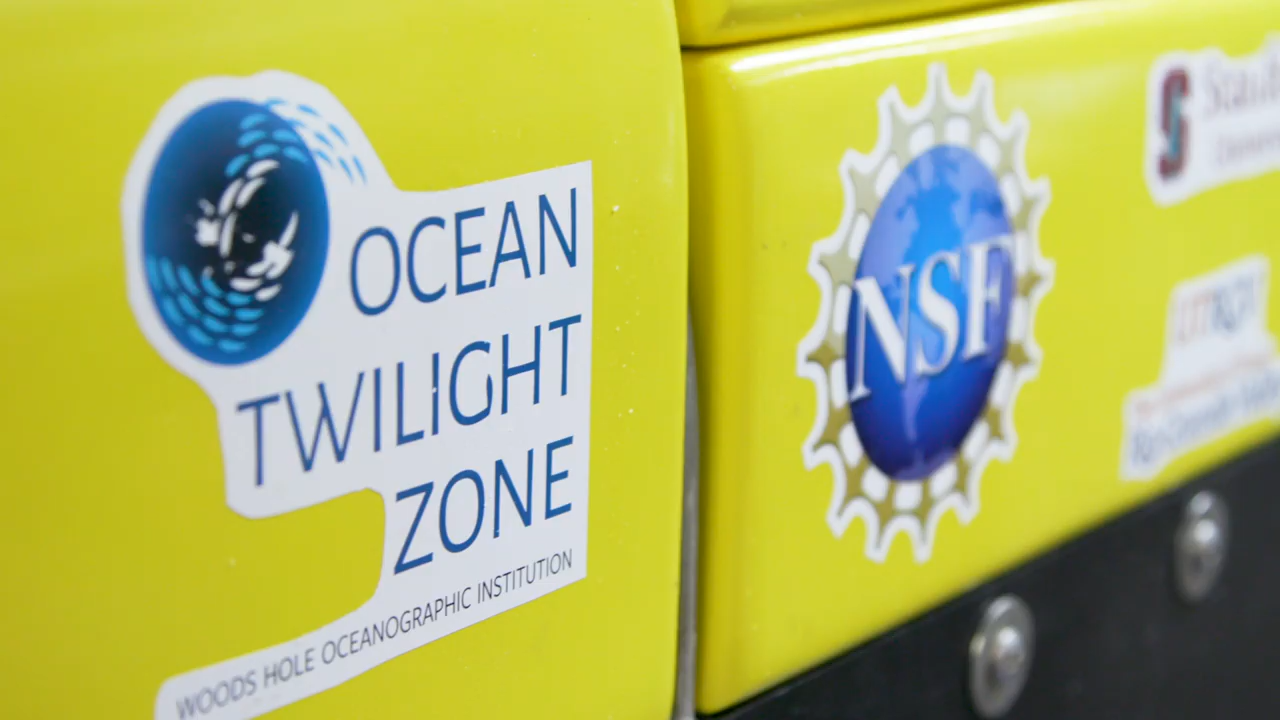 OCEAN
TWILIGHT
ZONE
WOODS HOLE OCEANOGRAPHIC INSTITUTION
NSF